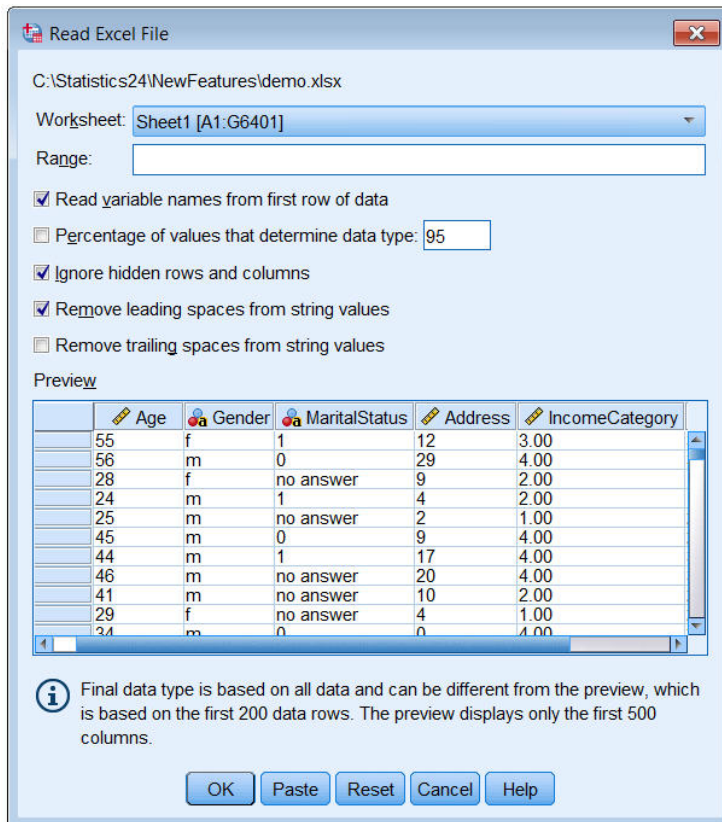 Read Excel File
C:\Statistics24\NewFeatures\demo.xlsx
Worksheet: Sheet1 [A1:G6401]
Range:
Read variable names from first row of data
Percentage of values that determine data type: 95
Ignore hidden rows and columns
Remove leading spaces from string values
Remove trailing spaces from string values
Preview
Age Gender MaritalStatus Address IncomeCategory
55 f 1 12 3.00
56 m 0 29 4.00
28 f no answer 9 2.00
24 m 1 4 2.00
25 m no answer 2 1.00
45 m 0 9 4.00
44 m 1 17 4.00
46 m no answer 20 4.00
41 m no answer 10 2.00
29 f no answer 4 1.00
34 m 0 0 4.00
Final data type is based on all data and can be different from the preview, which
is based on the first 200 data rows. The preview displays only the first 500
columns.
OK Paste Reset Cancel Help